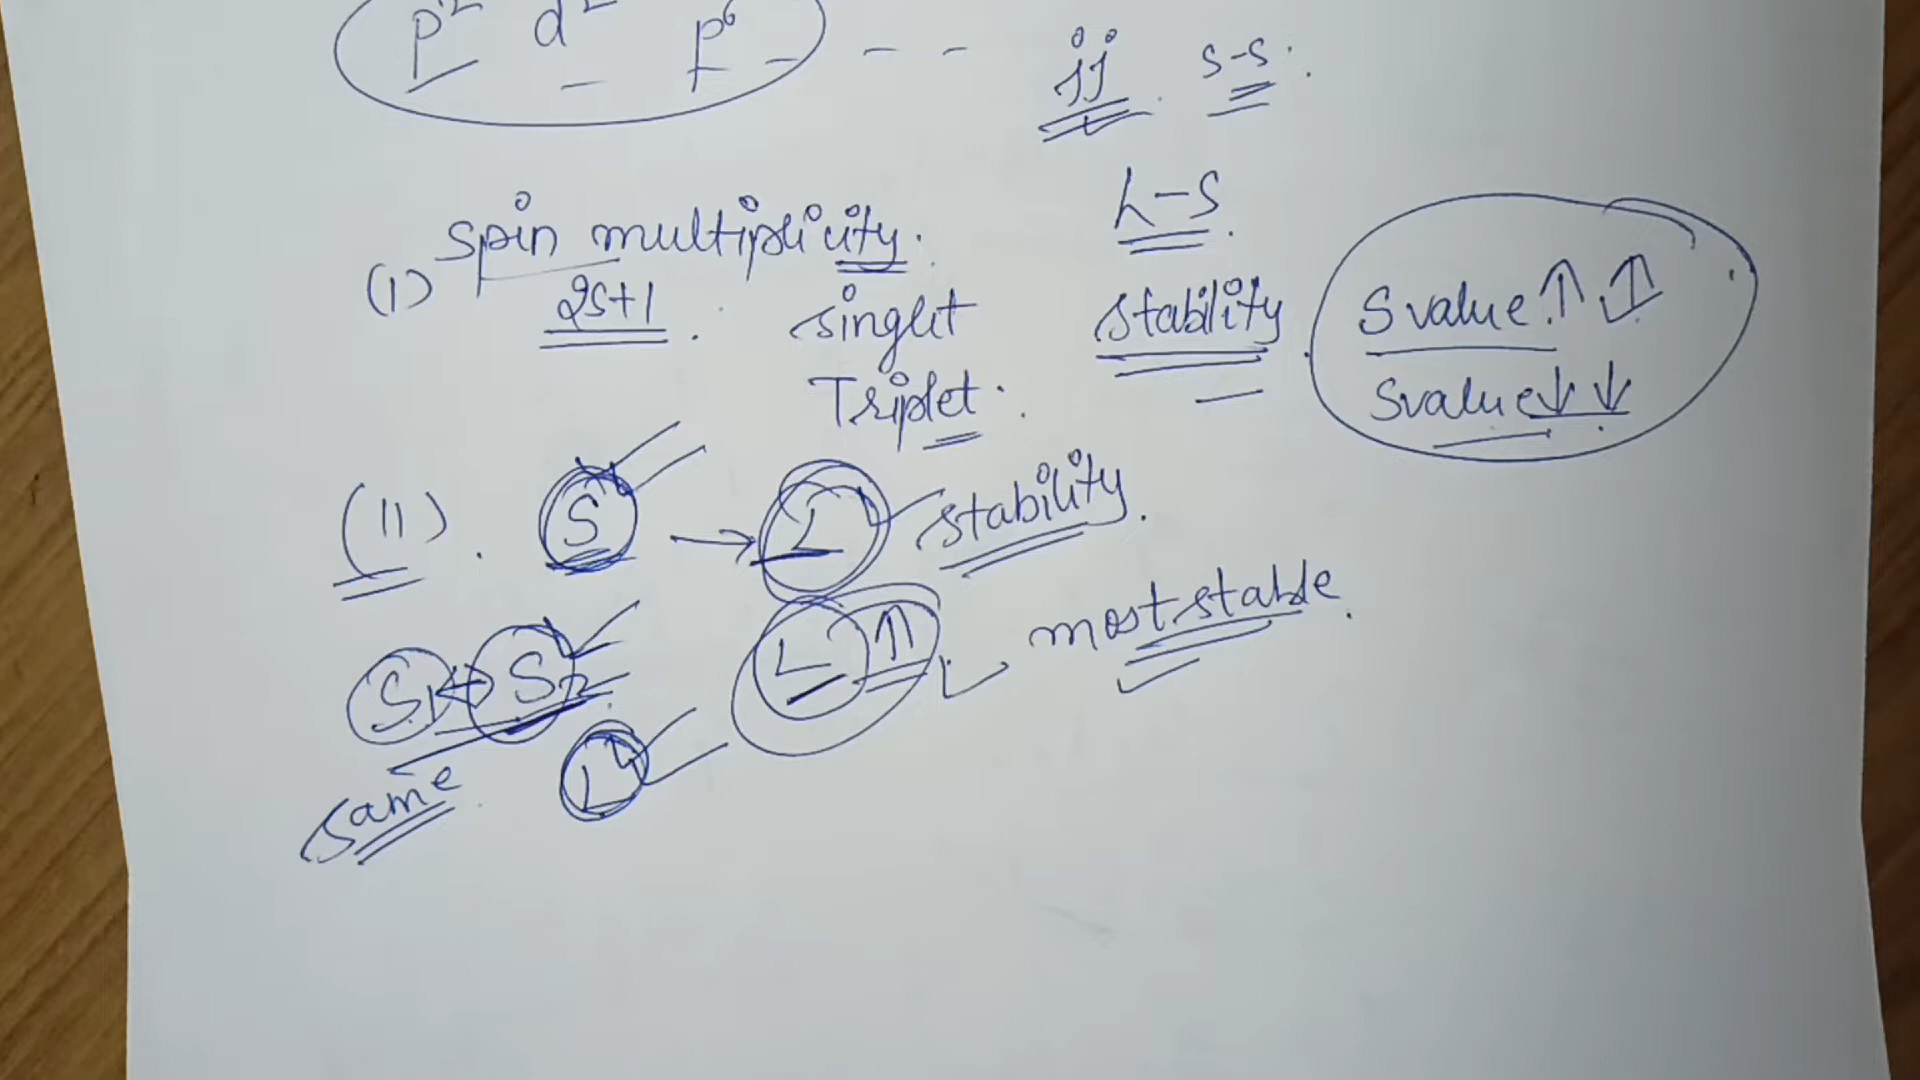 p² d² p⁶ - - -
jj s-s.
L-S
(I) Spin multiplicity.
2S+1. singlet stability. S value ↑ ↑
Triplet. S value ↓ ↓
(II). S → L stability.
S₁ ↔ S₂ L ↑ most stable.
same L